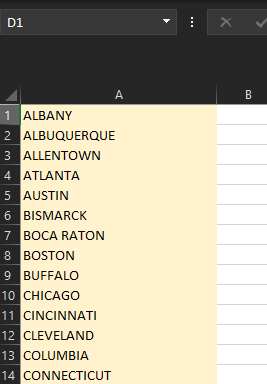 D1
A B
1 ALBANY
2 ALBUQUERQUE
3 ALLENTOWN
4 ATLANTA
5 AUSTIN
6 BISMARCK
7 BOCA RATON
8 BOSTON
9 BUFFALO
10 CHICAGO
11 CINCINNATI
12 CLEVELAND
13 COLUMBIA
14 CONNECTICUT